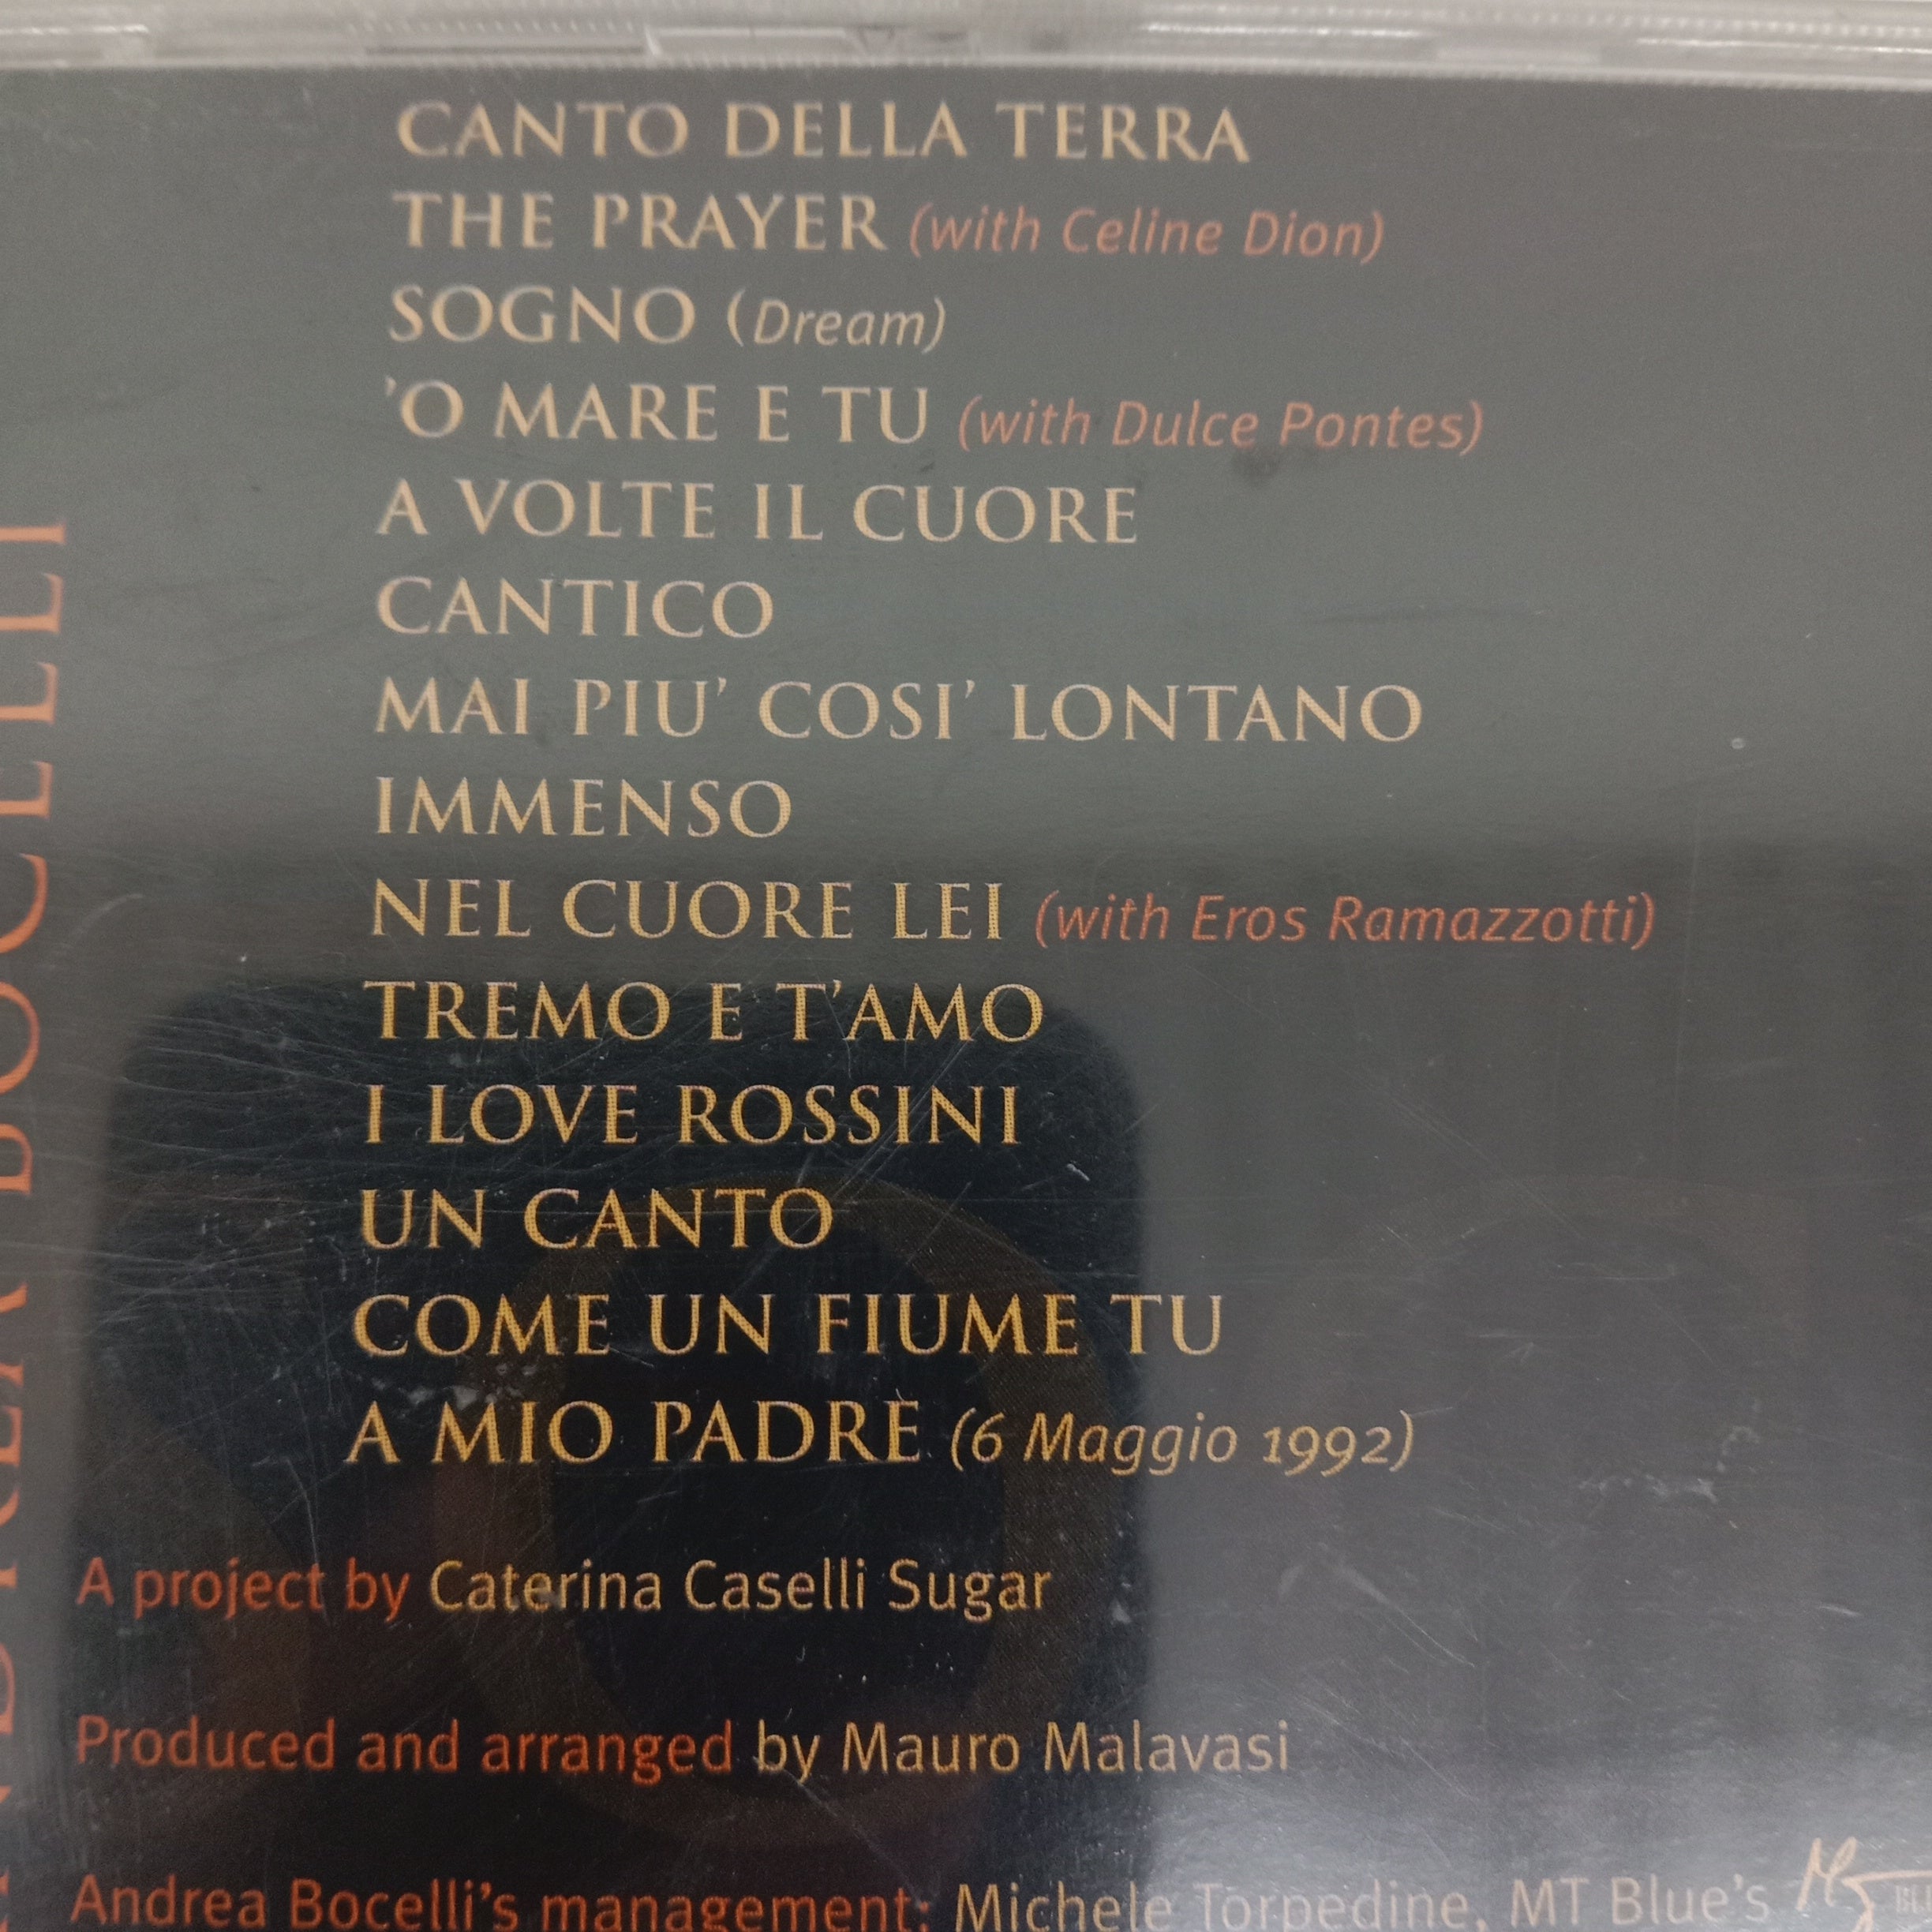 CANTO DELLA TERRA
THE PRAYER (with Celine Dion)
SOGNO (Dream)
'O MARE E TU (with Dulce Pontes)
A VOLTE IL CUORE
CANTICO
MAI PIU' COSI' LONTANO
IMMENSO
NEL CUORE LEI (with Eros Ramazzotti)
TREMO E T'AMO
I LOVE ROSSINI
UN CANTO
COME UN FIUME TU
A MIO PADRE (6 Maggio 1992)
A project by Caterina Caselli Sugar
Produced and arranged by Mauro Malavasi
Andrea Bocelli's management: Michele Torpedine, MT Blue's
BOCELLI